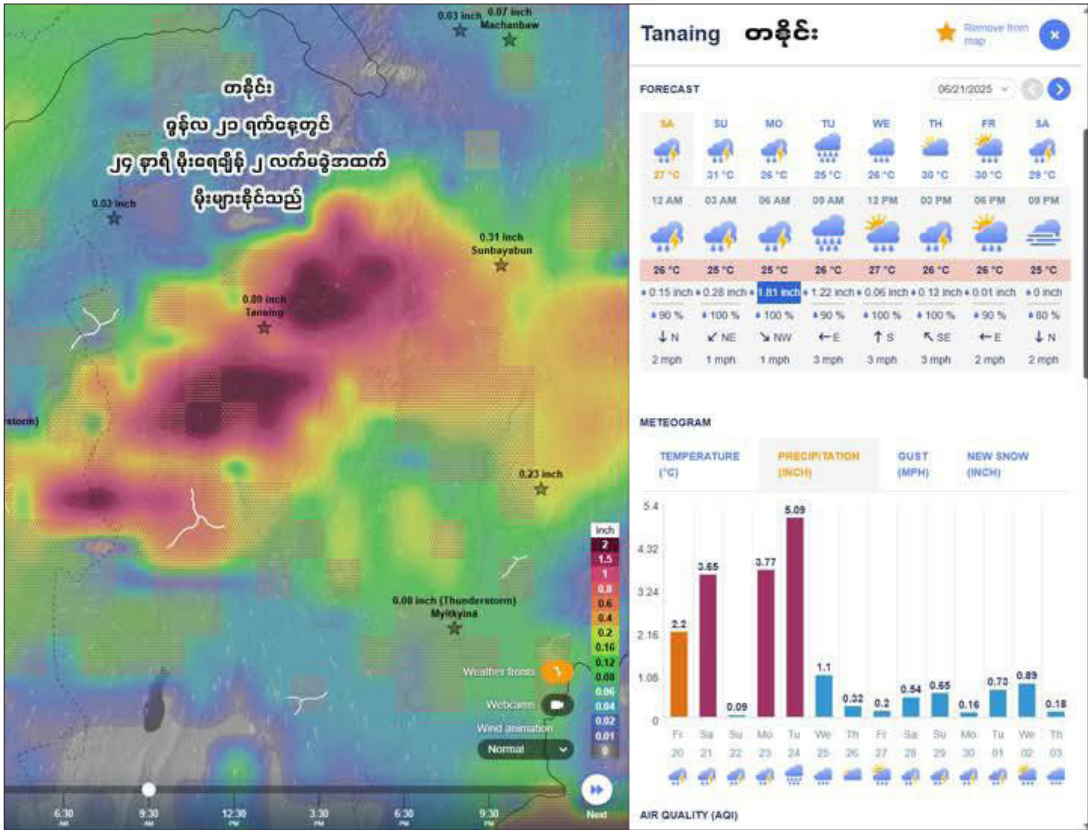 0.03 inch
0.07 inch
Machanbaw
တခိုင်း
ဇွန်လ ၂၁ ရက်နေ့တွင်
၂၄ နာရီ မိုးရေချိန် ၂ လက်မခွဲအထက်
မိုးများနိုင်သည်
0.03 inch
0.31 inch
Sunbayabun
0.89 inch
Tanaing
storm)
0.23 inch
0.08 inch (Thunderstorm)
Myitkyina
inch
2
1.5
1
0.8
0.6
0.4
0.2
0.16
0.12
0.08
0.06
0.04
0.02
0.01
0
Weather fronts
Webcams
Wind animation
Normal
6:30 AM
9:30 AM
12:30 PM
3:30 PM
6:30 PM
9:30 PM
Next
Tanaing တခိုင်း
Remove from map
FORECAST
06/21/2025
SA SU MO TU WE TH FR SA
27 °C 31 °C 26 °C 25 °C 26 °C 30 °C 30 °C 29 °C
12 AM 03 AM 06 AM 09 AM 12 PM 03 PM 06 PM 09 PM
26 °C 25 °C 25 °C 26 °C 27 °C 26 °C 26 °C 25 °C
0.15 inch 0.28 inch 1.81 inch 1.22 inch 0.06 inch 0.12 inch 0.01 inch 0 inch
90 % 100 % 100 % 90 % 100 % 100 % 90 % 60 %
↓ N ↙ NE ↘ NW ← E ↑ S ↖ SE ← E ↓ N
2 mph 1 mph 1 mph 3 mph 3 mph 3 mph 2 mph 2 mph
METEOGRAM
TEMPERATURE (°C)
PRECIPITATION (INCH)
GUST (MPH)
NEW SNOW (INCH)
5.4
4.32
3.24
2.16
1.08
0
2.2 3.65 0.09 3.77 5.09 1.1 0.32 0.2 0.54 0.65 0.16 0.73 0.89 0.18
Fr Sa Su Mo Tu We Th Fr Sa Su Mo Tu We Th
20 21 22 23 24 25 26 27 28 29 30 01 02 03
AIR QUALITY (AQI)